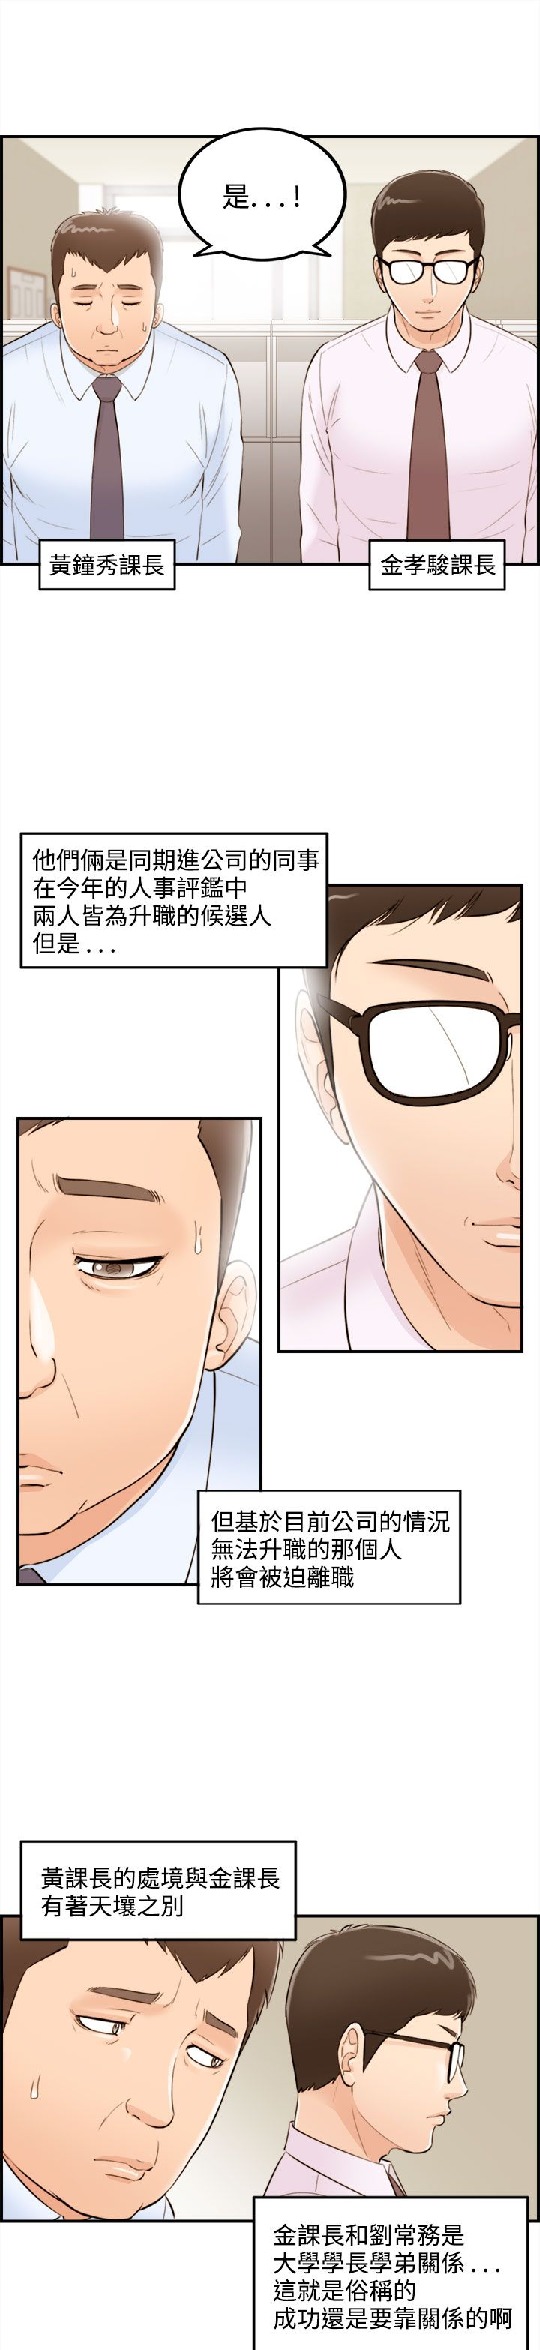 是...!
黃鐘秀課長
金孝駿課長
他們倆是同期進公司的同事
在今年的人事評鑑中
兩人皆為升職的候選人
但是...
但基於目前公司的情況
無法升職的那個人
將會被迫離職
黃課長的處境與金課長
有著天壤之別
金課長和劉常務是
大學學長學弟關係...
這就是俗稱的
成功還是要靠關係的啊